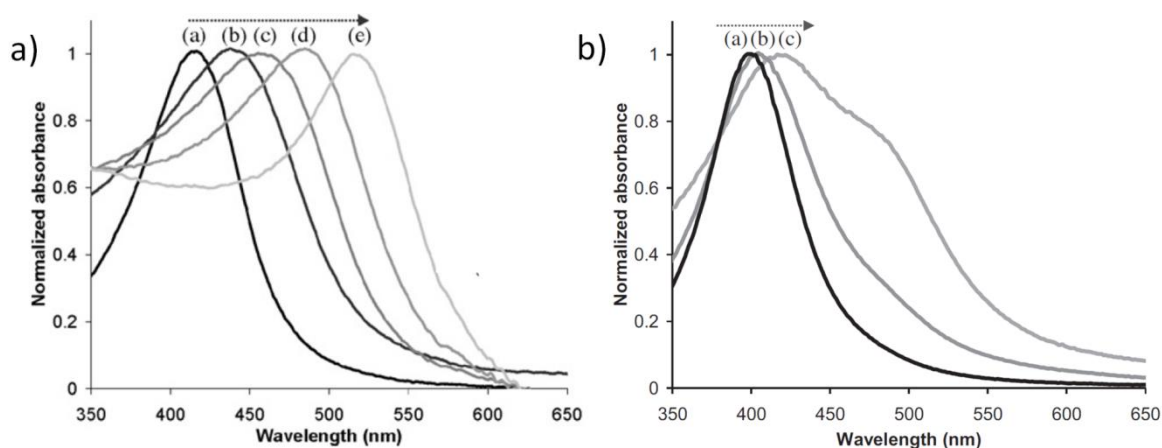 a)
(a) (b) (c) (d) (e)
1
0.8
0.6
0.4
0.2
0
Normalized absorbance
350 400 450 500 550 600 650
Wavelength (nm)
b)
(a) (b) (c)
1
0.8
0.6
0.4
0.2
0
Normalized absorbance
350 400 450 500 550 600 650
Wavelength (nm)